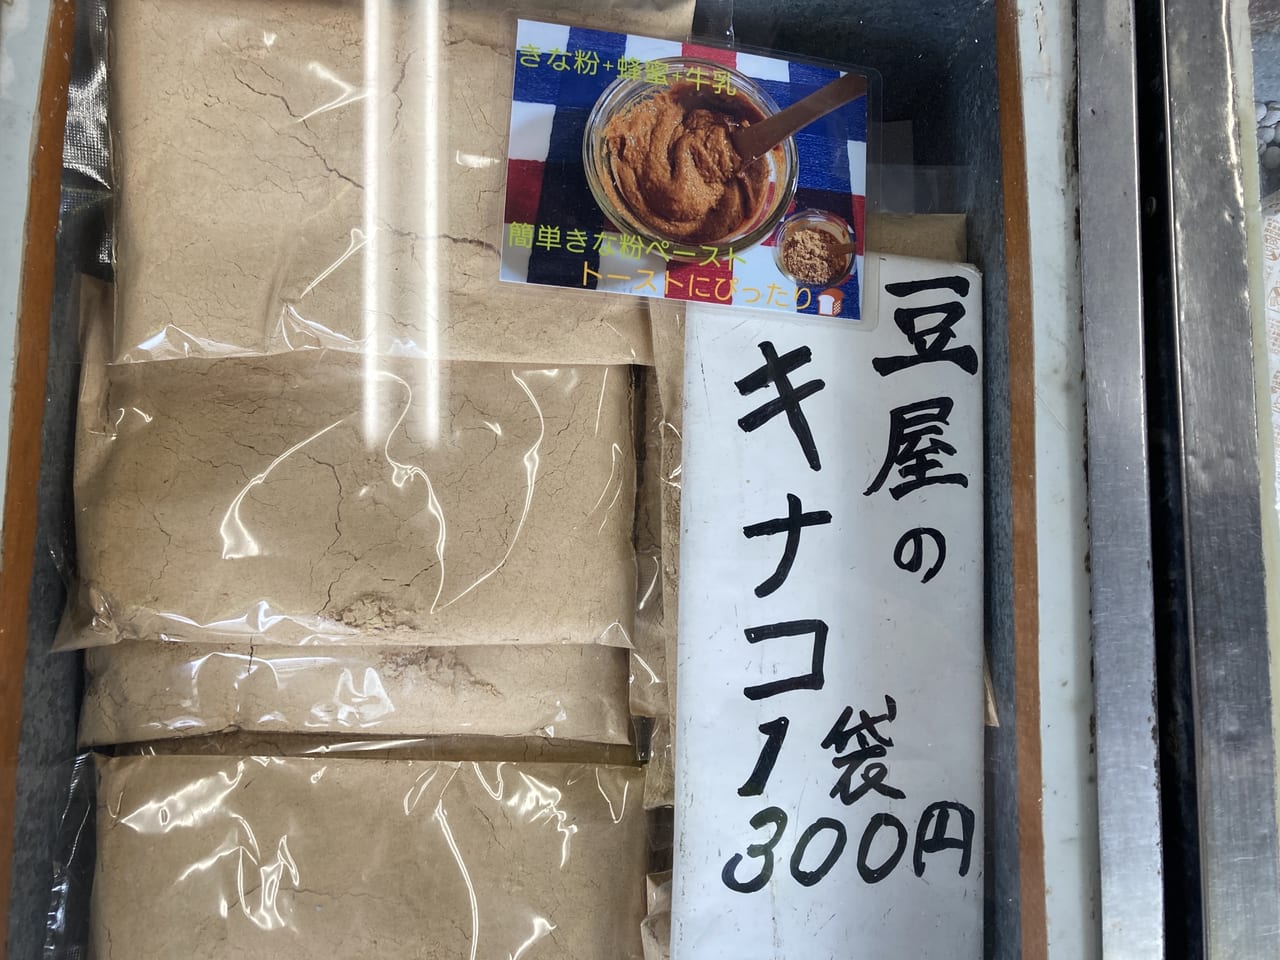 きな粉+蜂蜜+牛乳
簡単きな粉ペースト
トーストにぴったり
豆屋の
キナコ
1袋
300円